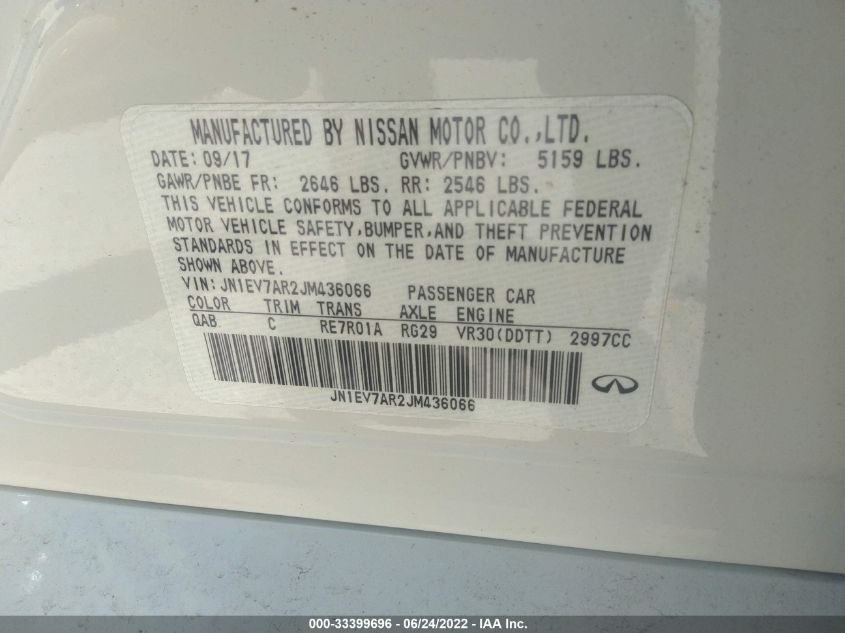 MANUFACTURED BY NISSAN MOTOR CO.,LTD.
DATE: 09/17 GVWR/PNBV: 5159 LBS.
GAWR/PNBE FR: 2646 LBS. RR: 2546 LBS.
THIS VEHICLE CONFORMS TO ALL APPLICABLE FEDERAL
MOTOR VEHICLE SAFETY,BUMPER,AND THEFT PREVENTION
STANDARDS IN EFFECT ON THE DATE OF MANUFACTURE
SHOWN ABOVE.
VIN: JN1EV7AR2JM436066 PASSENGER CAR
COLOR TRIM TRANS AXLE ENGINE
QAB C RE7R01A RG29 VR30(DDTT) 2997CC
JN1EV7AR2JM436066
000-33399696 - 06/24/2022 - IAA Inc.